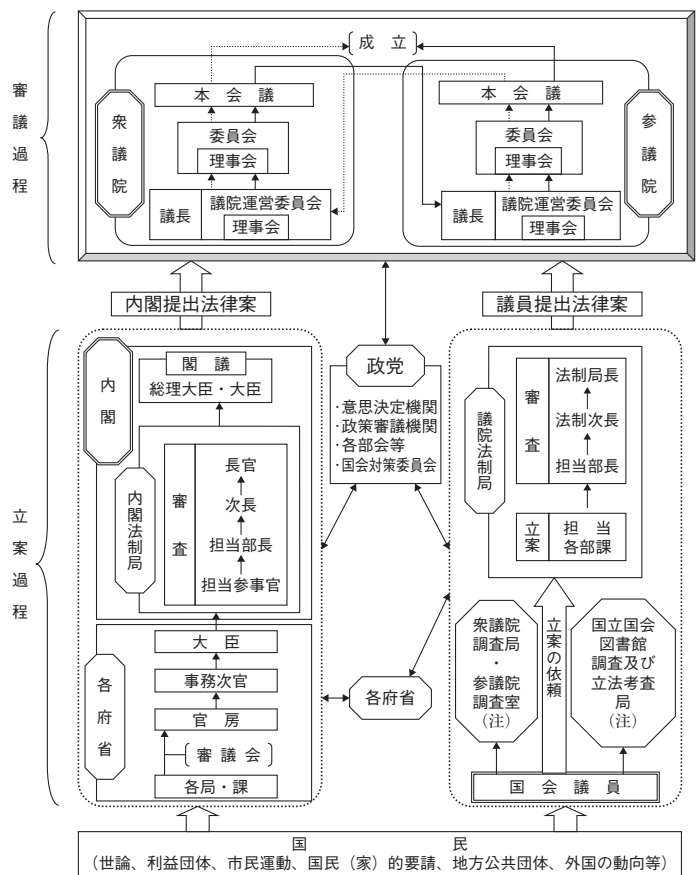 審議過程
〔成 立〕
衆議院
本 会 議
委員会
理事会
議長
議院運営委員会
理事会
参議院
本 会 議
委員会
理事会
議長
議院運営委員会
理事会
内閣提出法律案
議員提出法律案
立案過程
内閣
閣 議
総理大臣・大臣
内閣法制局
審査
長官
次長
担当部長
担当参事官
各府省
大 臣
事務次官
官 房
〔審 議 会〕
各局・課
政党
・意思決定機関
・政策審議機関
・各部会等
・国会対策委員会
各府省
議院法制局
審査
法制局長
法制次長
担当部長
立案
担 当
各部課
衆議院
調査局
・
参議院
調査室
(注)
立案の依頼
国立国会
図書館
調査及び
立法考査
局
(注)
国 会 議 員
国 民
(世論、利益団体、市民運動、国民(家)的要請、地方公共団体、外国の動向等)